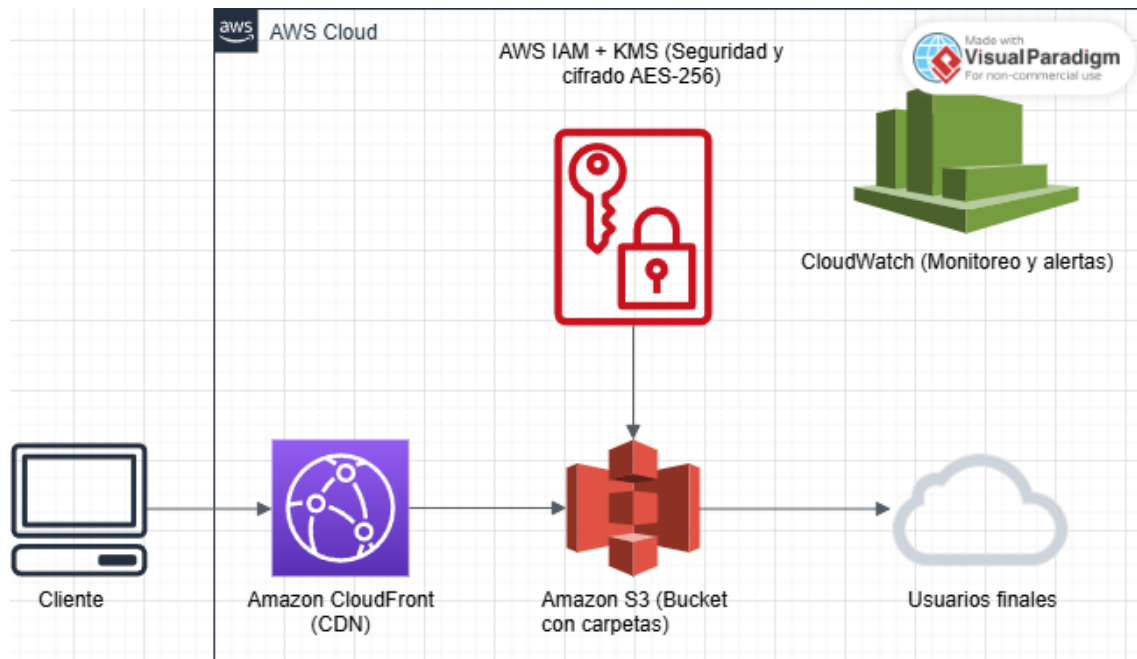 aws
AWS Cloud
AWS IAM + KMS (Seguridad y
cifrado AES-256)
Made with
Visual Paradigm
For non-commercial use
CloudWatch (Monitoreo y alertas)
Cliente
Amazon CloudFront
(CDN)
Amazon S3 (Bucket
con carpetas)
Usuarios finales